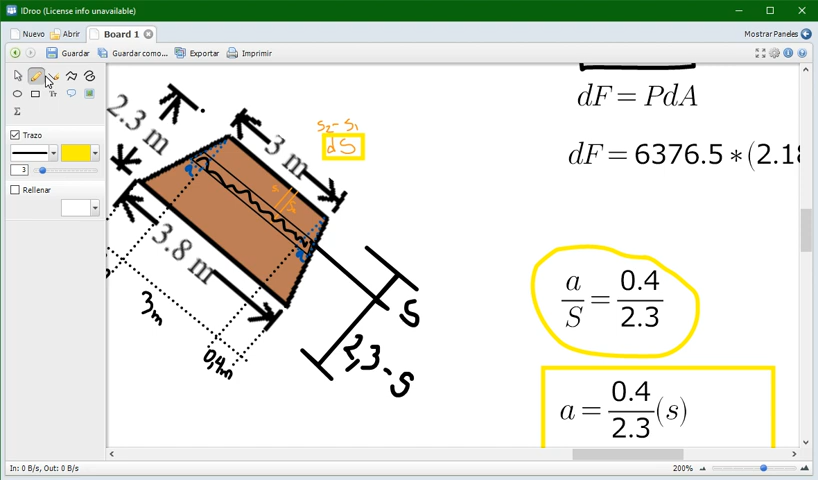 IDroo (License info unavailable)
Nuevo Abrir Board 1 Mostrar Paneles
Guardar Guardar como... Exportar Imprimir
Tт
Σ
Trazo
3
Rellenar
2.3 m
3 m
3.8 m
S₂ - S₁
dS
3m
0,4m
S
2,3-S
dF = PdA
dF = 6376.5*(2.18
a/S = 0.4/2.3
a = 0.4/2.3 (s)
In: 0 B/s, Out: 0 B/s 200%